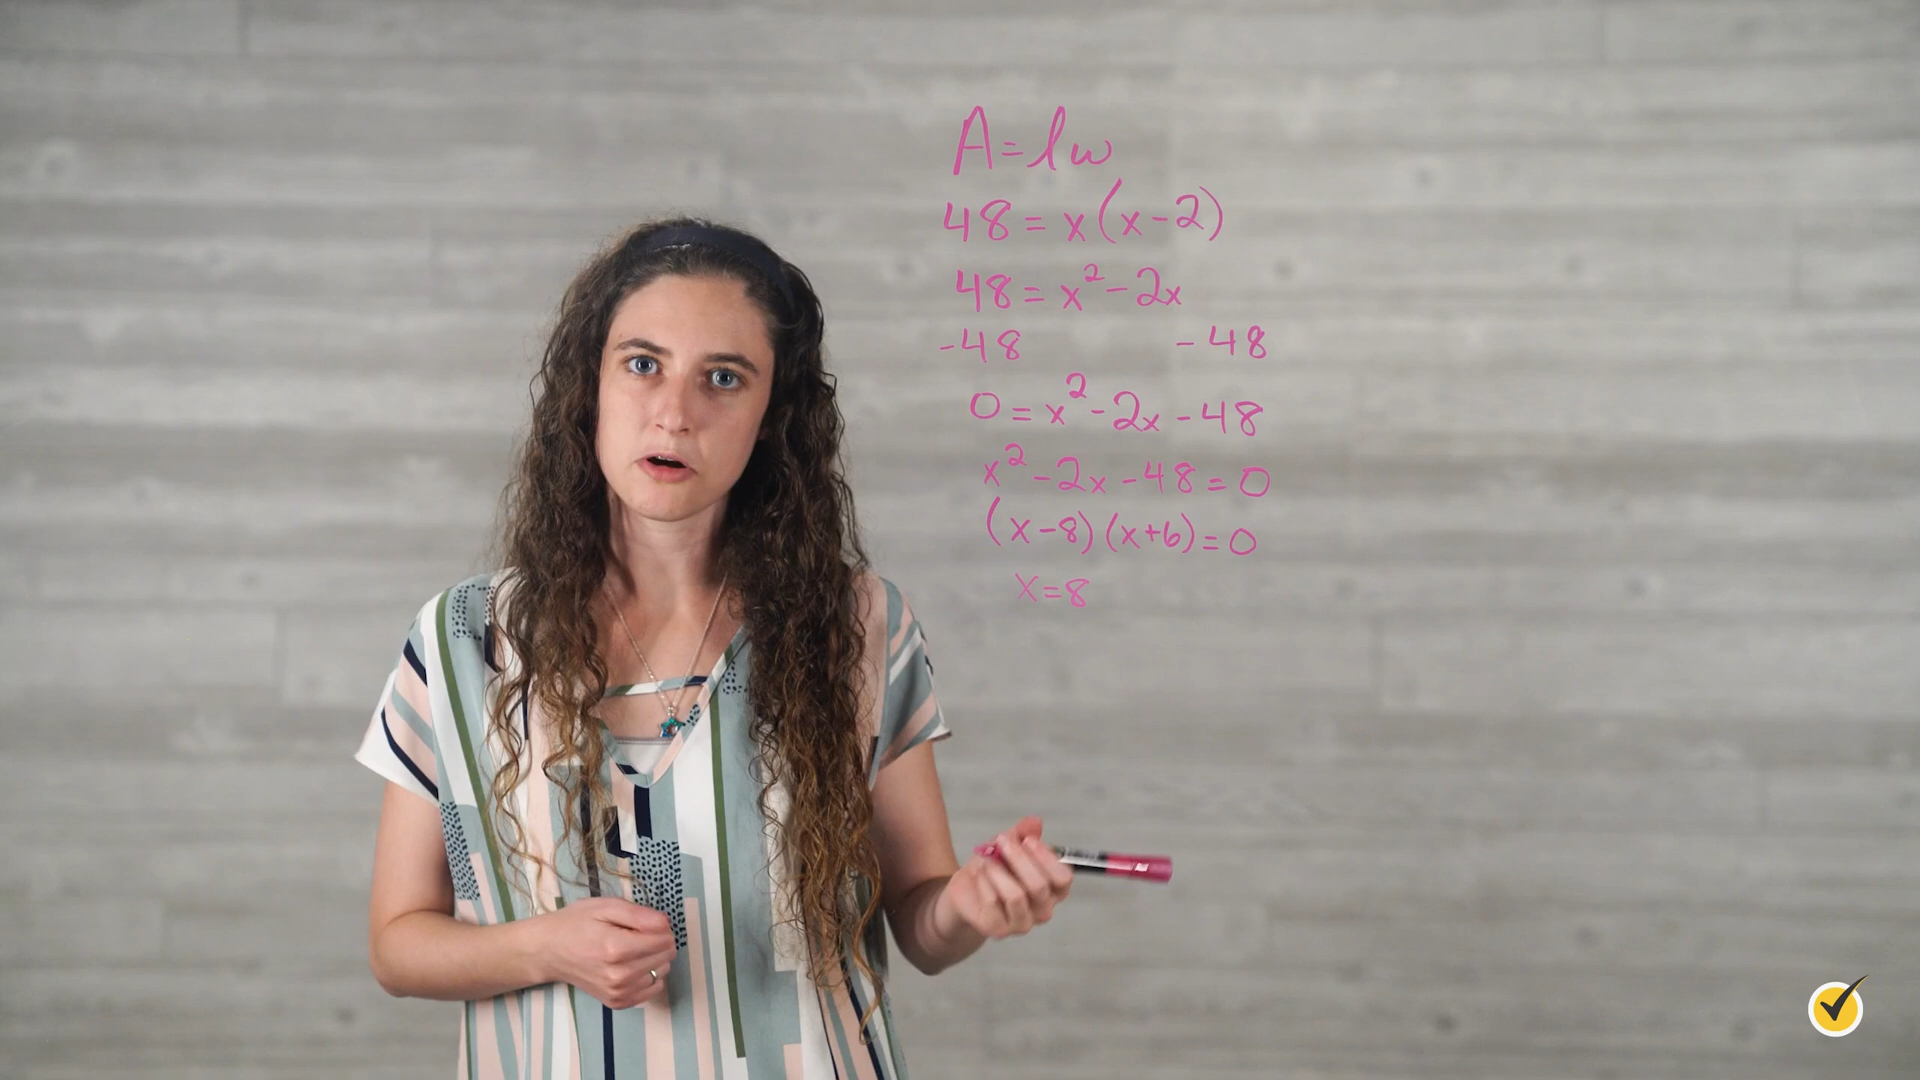 A=lw
48=x(x-2)
48=x²-2x
-48 -48
0=x²-2x-48
x²-2x-48=0
(x-8)(x+6)=0
x=8